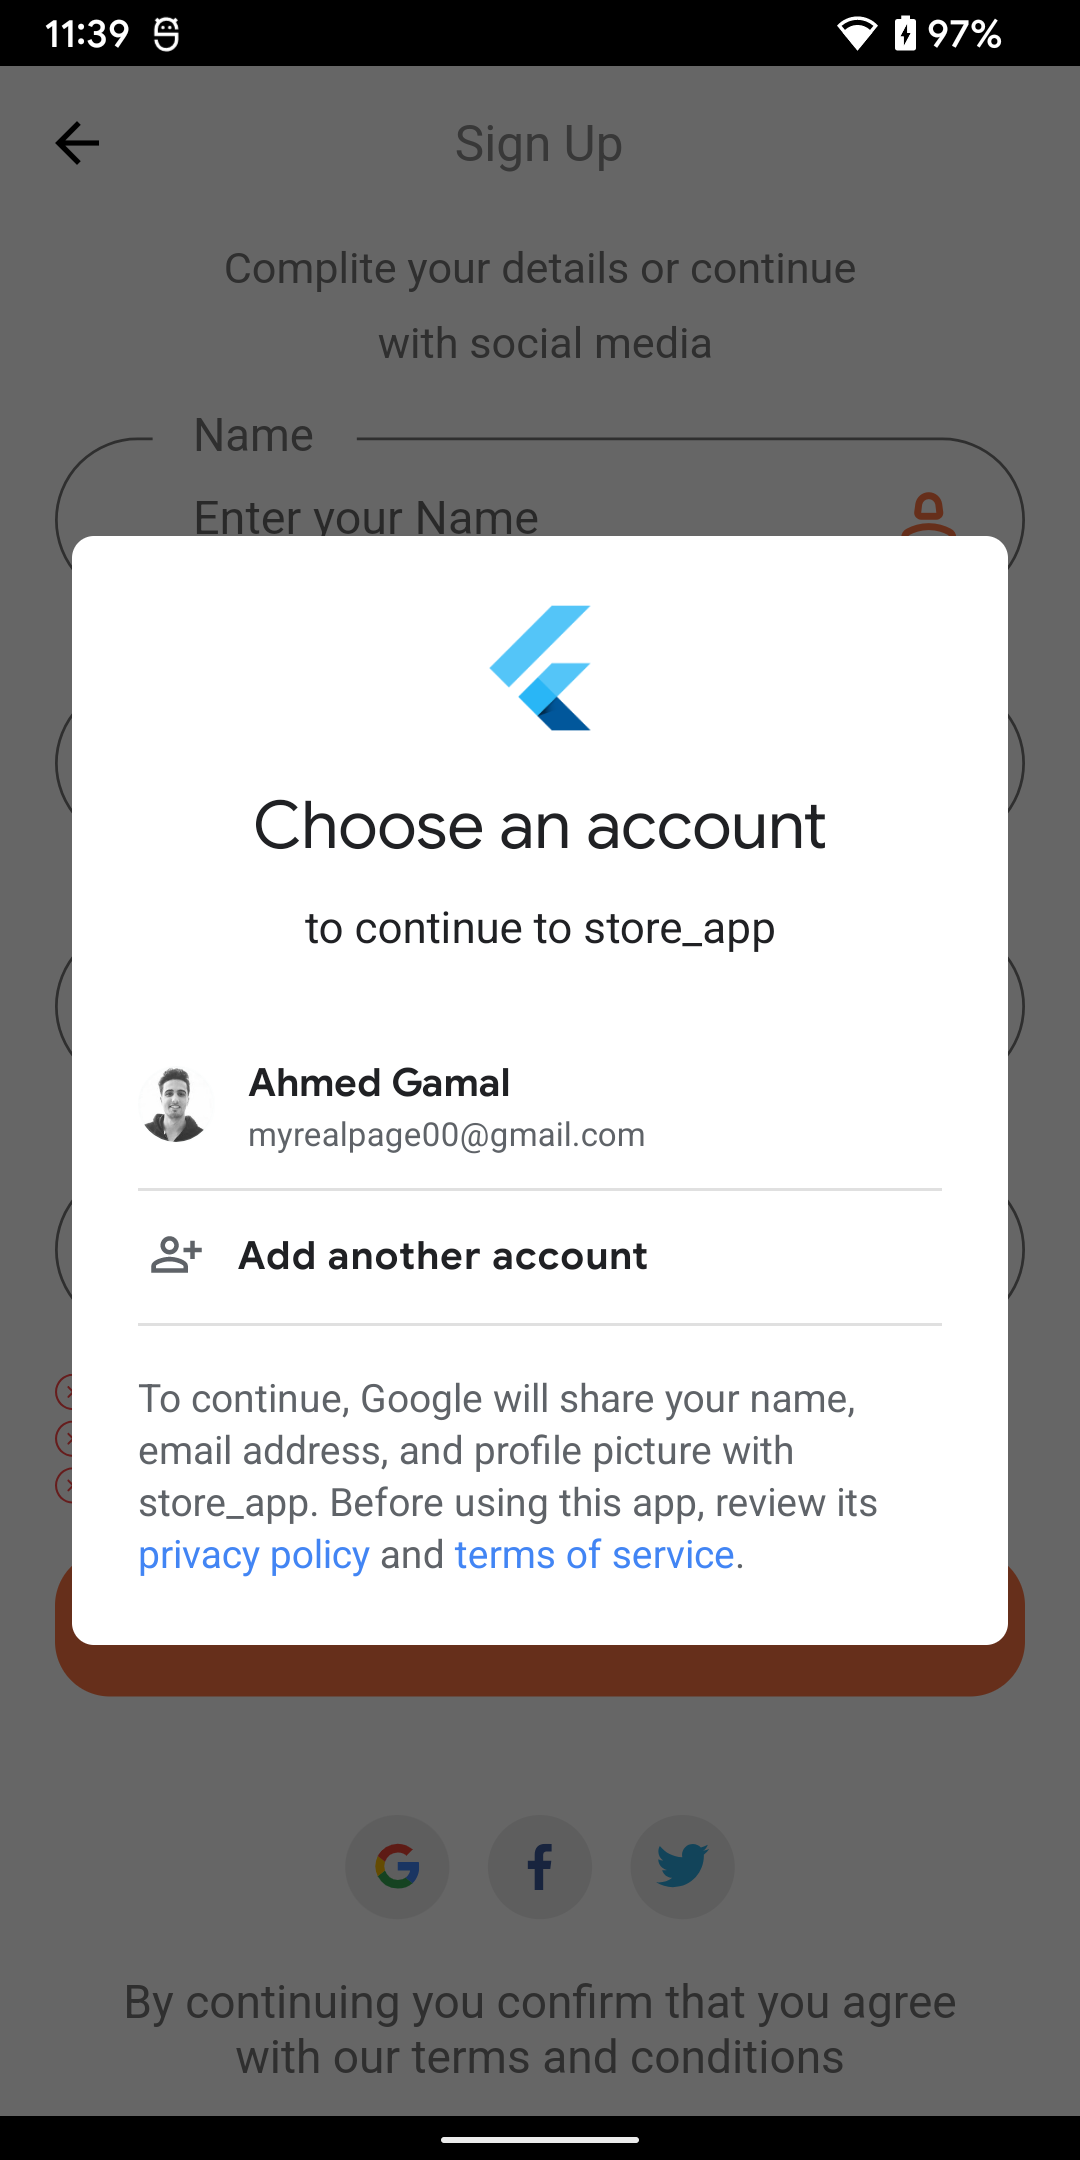 11:39
97%
Sign Up
Complite your details or continue
with social media
Name
Enter your Name
Choose an account
to continue to store_app
Ahmed Gamal
myrealpage00@gmail.com
Add another account
To continue, Google will share your name,
email address, and profile picture with
store_app. Before using this app, review its
privacy policy and terms of service.
By continuing you confirm that you agree
with our terms and conditions